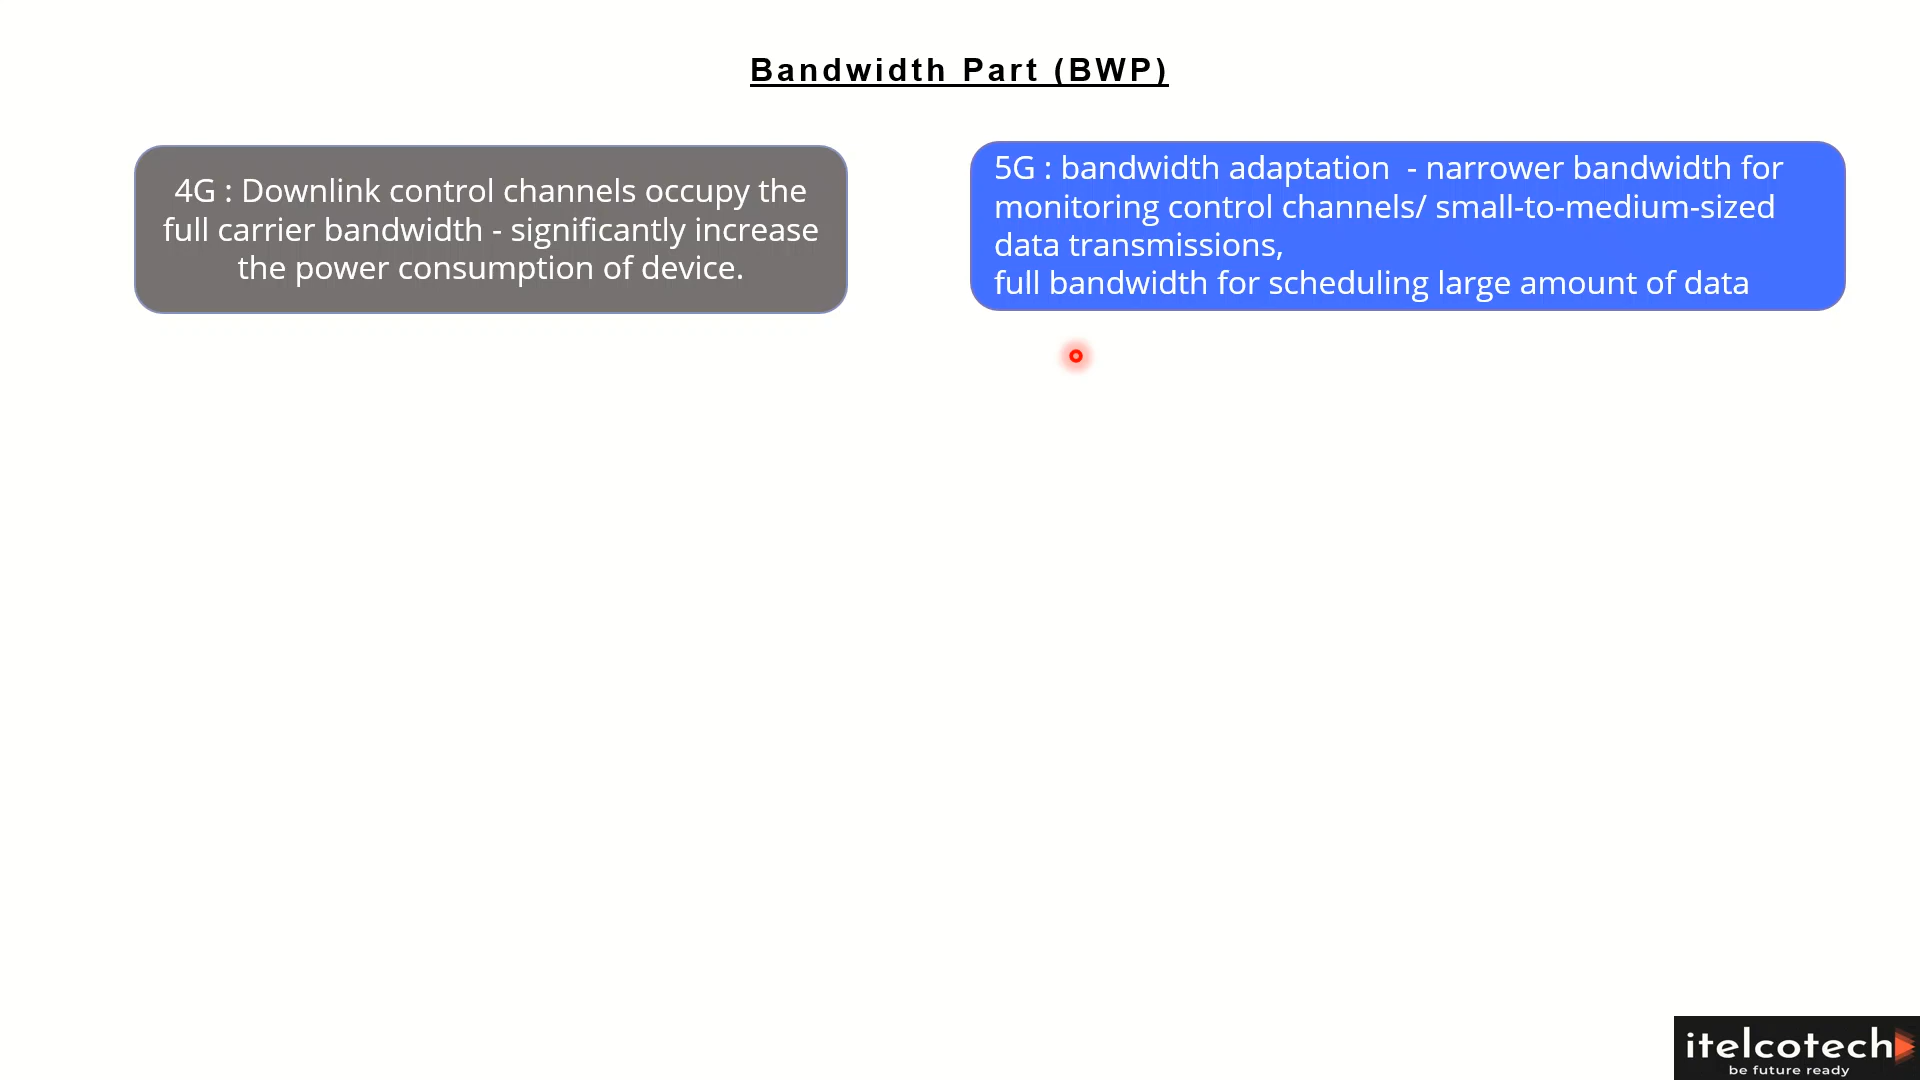 Bandwidth Part (BWP)
4G : Downlink control channels occupy the
full carrier bandwidth - significantly increase
the power consumption of device.
5G : bandwidth adaptation  - narrower bandwidth for
monitoring control channels/ small-to-medium-sized
data transmissions,
full bandwidth for scheduling large amount of data
itelcotech
be future ready